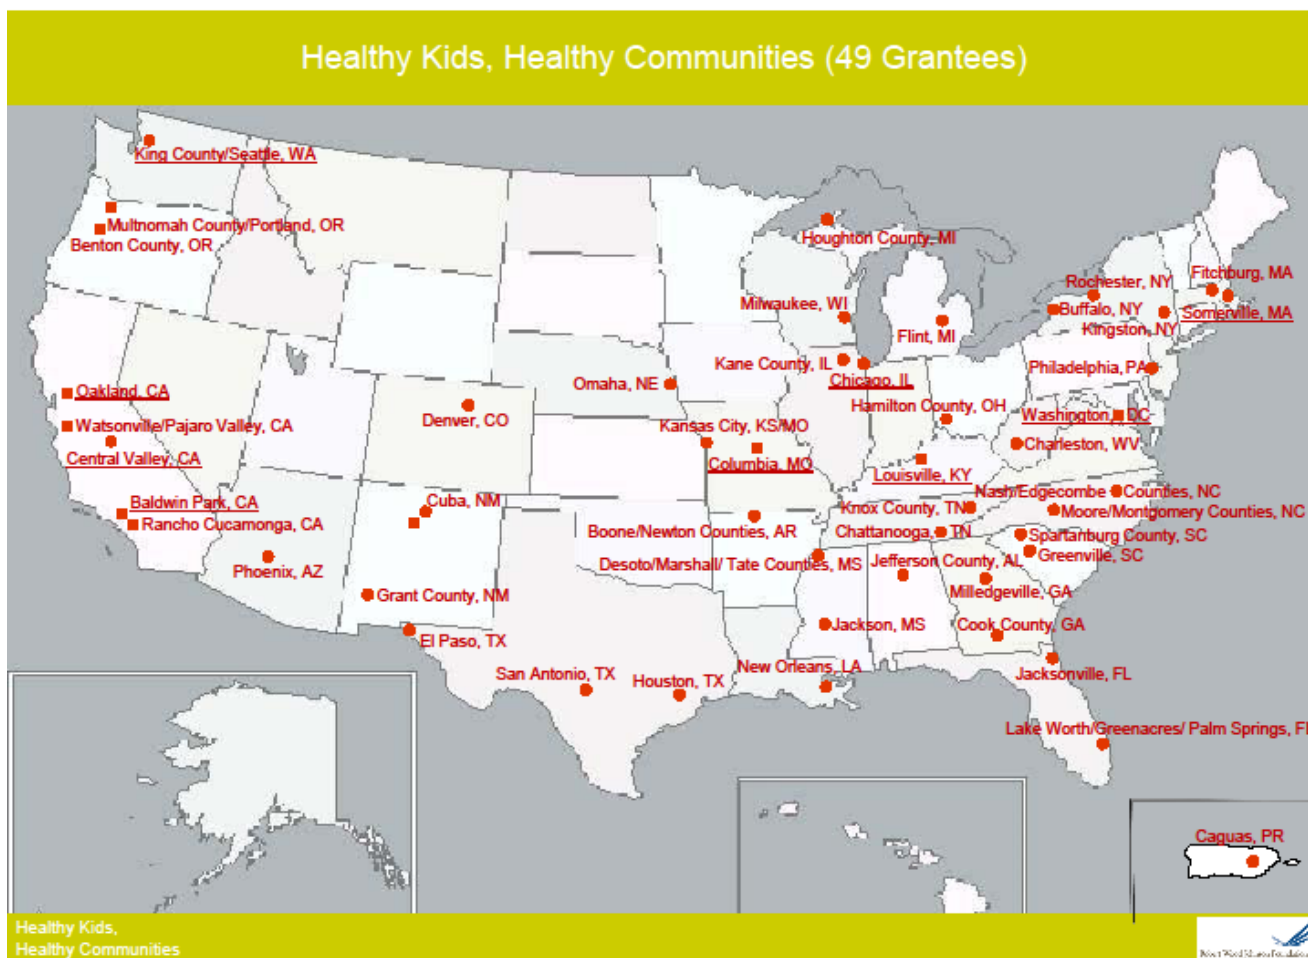 Healthy Kids, Healthy Communities (49 Grantees)
King County/Seattle, WA
Multnomah County/Portland, OR
Benton County, OR
Houghton County, MI
Fitchburg, MA
Rochester, NY
Milwaukee, WI
Buffalo, NY
Somerville, MA
Kingston, NY
Flint, MI
Kane County, IL
Philadelphia, PA
Chicago, IL
Omaha, NE
Oakland, CA
Hamilton County, OH
Denver, CO
Washington, DC
Watsonville/Pajaro Valley, CA
Kansas City, KS/MO
Charleston, WV
Central Valley, CA
Columbia, MO
Louisville, KY
Nash/Edgecombe Counties, NC
Baldwin Park, CA
Cuba, NM
Knox County, TN
Moore/Montgomery Counties, NC
Rancho Cucamonga, CA
Boone/Newton Counties, AR
Chattanooga, TN
Spartanburg County, SC
Greenville, SC
Phoenix, AZ
Desoto/Marshall/ Tate Counties, MS
Jefferson County, AL
Milledgeville, GA
Grant County, NM
Jackson, MS
Cook County, GA
El Paso, TX
San Antonio, TX
Houston, TX
New Orleans, LA
Jacksonville, FL
Lake Worth/Greenacres/ Palm Springs, Fl
Caguas, PR
Healthy Kids,
Healthy Communities
Robert Wood Johnson Foundation